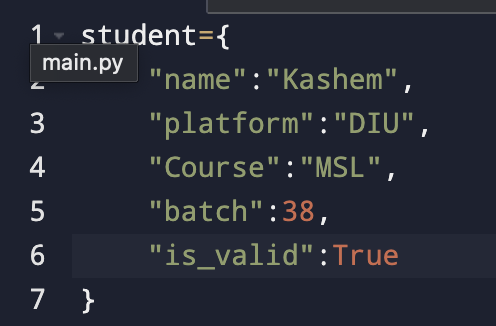 1 student={
main.py
2 "name":"Kashem",
3 "platform":"DIU",
4 "Course":"MSL",
5 "batch":38,
6 "is_valid":True
7 }